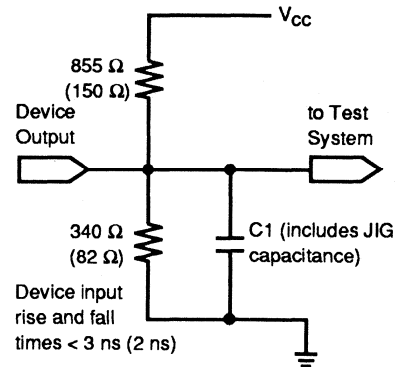 V_CC
855 Ω
(150 Ω)
Device
Output
to Test
System
340 Ω
(82 Ω)
C1 (includes JIG
capacitance)
Device input
rise and fall
times < 3 ns (2 ns)